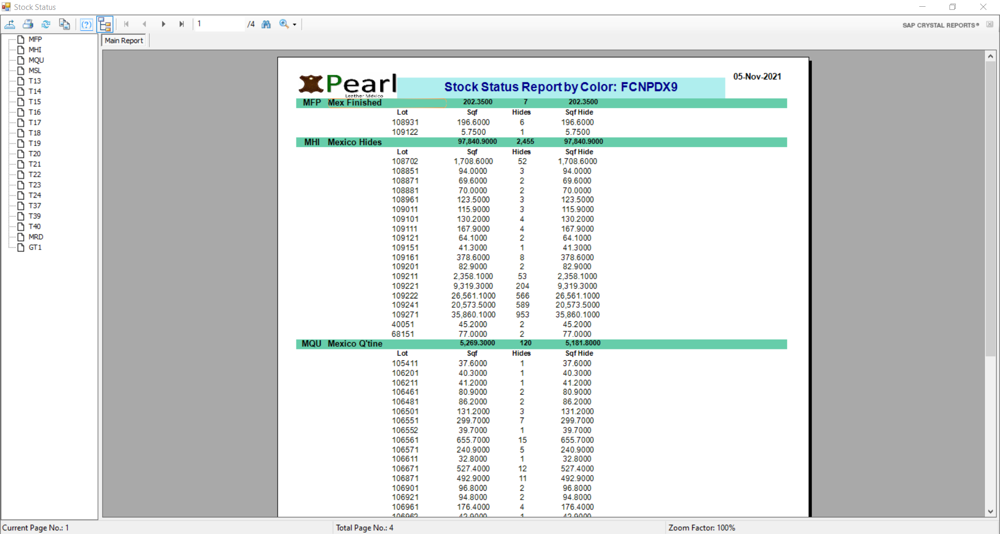 Stock Status
1 /4
SAP CRYSTAL REPORTS®
MFP
MHI
MQU
MSL
T13
T14
T15
T16
T17
T18
T19
T20
T21
T22
T23
T24
T37
T39
T40
MRD
GT1
Main Report
Pearl
Leather México
Stock Status Report by Color: FCNPDX9
05-Nov-2021
MFP Mex Finished 202.3500 7 202.3500
Lot Sqf Hides Sqf Hide
108931 196.6000 6 196.6000
109122 5.7500 1 5.7500
MHI Mexico Hides 97,840.9000 2,455 97,840.9000
Lot Sqf Hides Sqf Hide
108702 1,708.6000 52 1,708.6000
108851 94.0000 3 94.0000
108871 69.6000 2 69.6000
108881 70.0000 2 70.0000
108961 123.5000 3 123.5000
109011 115.9000 3 115.9000
109101 130.2000 4 130.2000
109111 167.9000 4 167.9000
109121 64.1000 2 64.1000
109151 41.3000 1 41.3000
109161 378.6000 8 378.6000
109201 82.9000 2 82.9000
109211 2,358.1000 53 2,358.1000
109221 9,319.3000 204 9,319.3000
109222 26,561.1000 566 26,561.1000
109241 20,573.5000 589 20,573.5000
109271 35,860.1000 953 35,860.1000
40051 45.2000 2 45.2000
68151 77.0000 2 77.0000
MQU Mexico Q'tine 5,269.3000 120 5,181.8000
Lot Sqf Hides Sqf Hide
105411 37.6000 1 37.6000
106201 40.3000 1 40.3000
106211 41.2000 1 41.2000
106461 80.9000 2 80.9000
106481 86.2000 2 86.2000
106501 131.2000 3 131.2000
106551 299.7000 7 299.7000
106552 39.7000 1 39.7000
106561 655.7000 15 655.7000
106571 240.9000 5 240.9000
106611 32.8000 1 32.8000
106671 527.4000 12 527.4000
106871 492.9000 11 492.9000
106901 96.8000 2 96.8000
106921 94.8000 2 94.8000
106961 176.4000 4 176.4000
106962 42.9000 1 42.9000
Current Page No.: 1
Total Page No.: 4
Zoom Factor: 100%